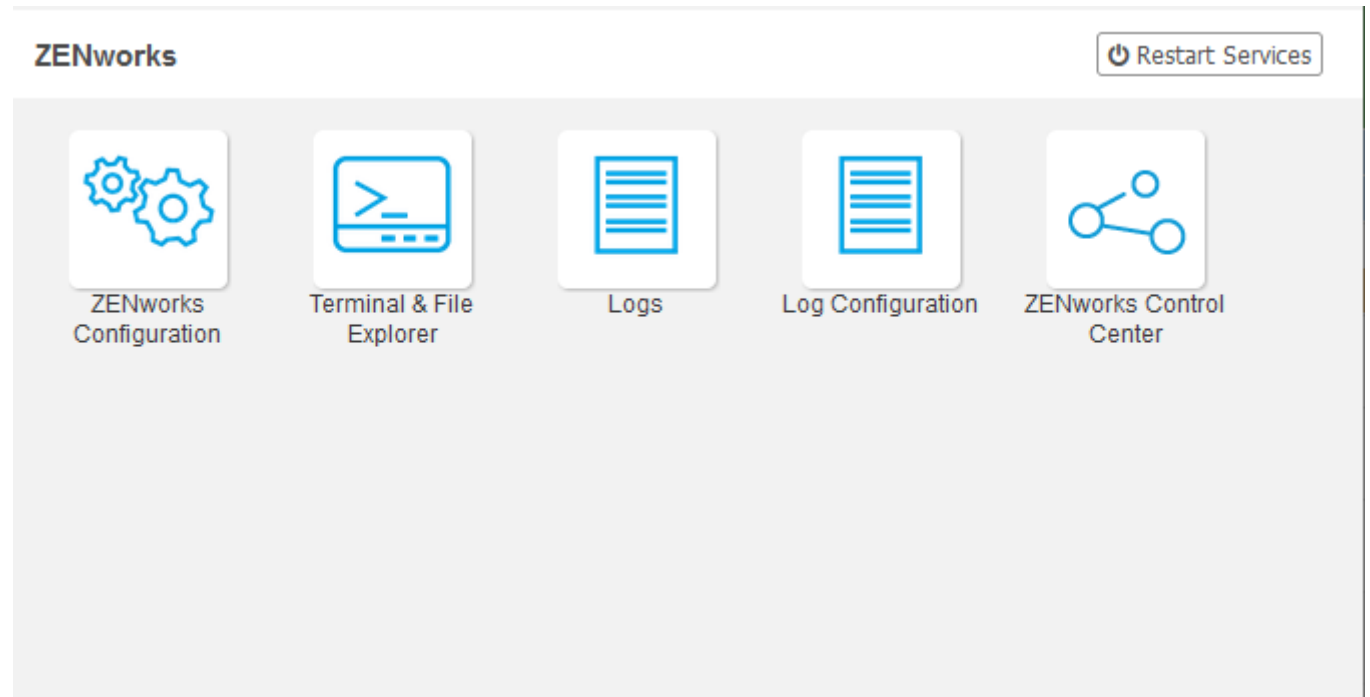 ZENworks
Restart Services
ZENworks
Configuration
Terminal & File
Explorer
Logs
Log Configuration
ZENworks Control
Center